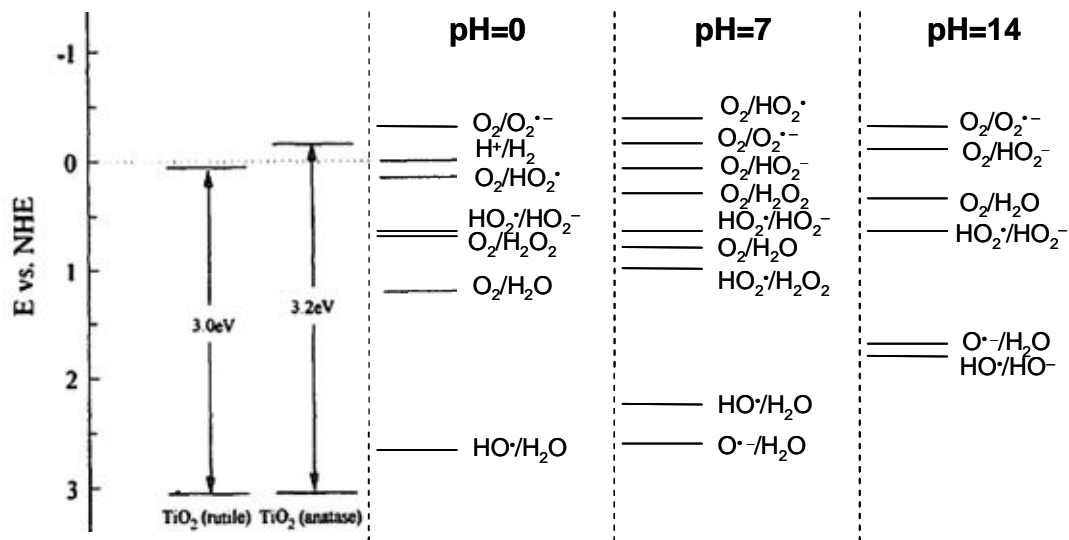 pH=0
pH=7
pH=14
E vs. NHE
-1
0
1
2
3
3.0eV
3.2eV
TiO₂ (rutile)
TiO₂ (anatase)
O₂/O₂•⁻
H⁺/H₂
O₂/HO₂•
HO₂•/HO₂⁻
O₂/H₂O₂
O₂/H₂O
HO•/H₂O
O₂/HO₂•
O₂/O₂•⁻
O₂/HO₂⁻
O₂/H₂O₂
HO₂•/HO₂⁻
O₂/H₂O
HO₂•/H₂O₂
HO•/H₂O
O•⁻/H₂O
O₂/O₂•⁻
O₂/HO₂⁻
O₂/H₂O
HO₂•/HO₂⁻
O•⁻/H₂O
HO•/HO⁻